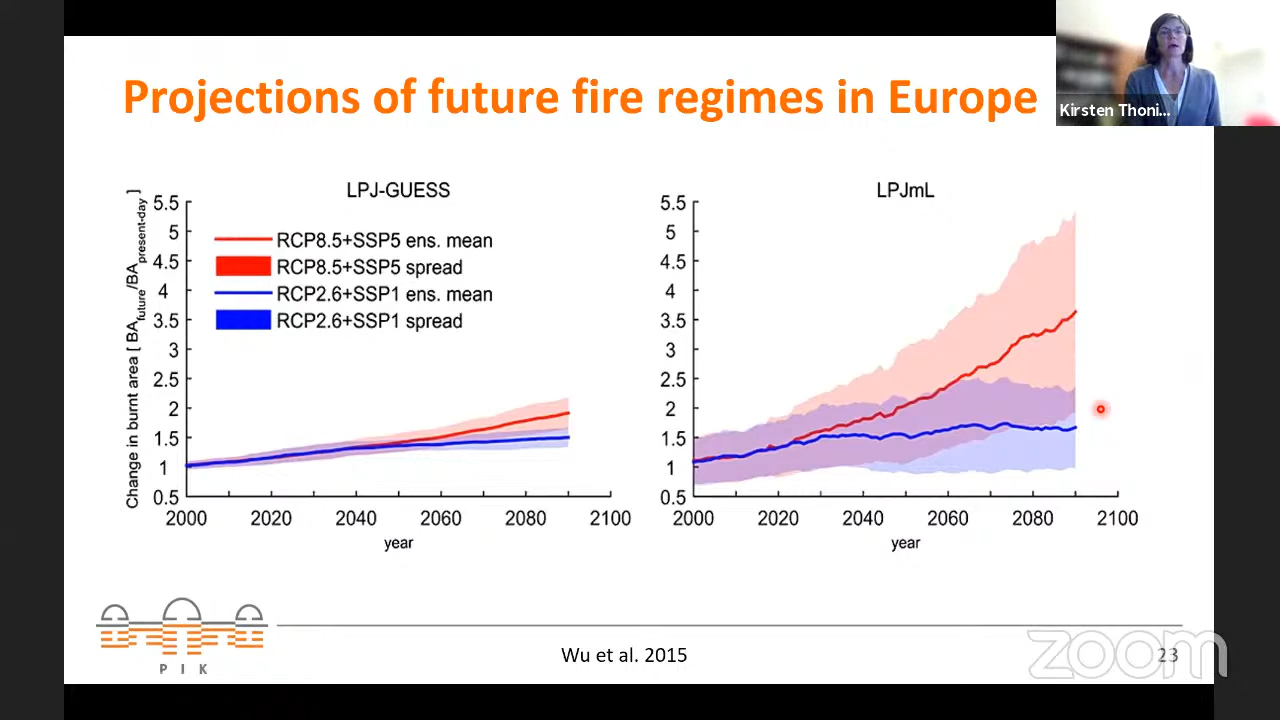 Projections of future fire regimes in Europe
Kirsten Thoni...
LPJ-GUESS
Change in burnt area [ BAfuture/BApresent-day ]
5.5
5
4.5
4
3.5
3
2.5
2
1.5
1
0.5
RCP8.5+SSP5 ens. mean
RCP8.5+SSP5 spread
RCP2.6+SSP1 ens. mean
RCP2.6+SSP1 spread
2000 2020 2040 2060 2080 2100
year
LPJmL
5.5
5
4.5
4
3.5
3
2.5
2
1.5
1
0.5
2000 2020 2040 2060 2080 2100
year
P I K
Wu et al. 2015
zoom
23